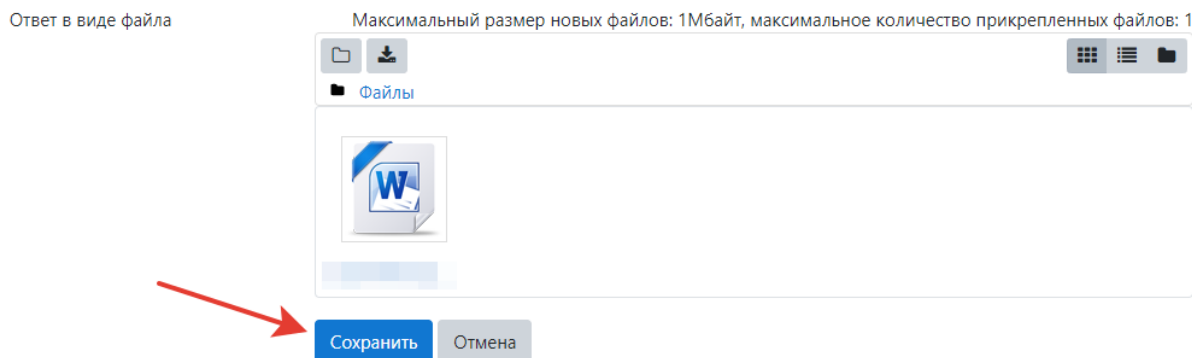 Ответ в виде файла
Максимальный размер новых файлов: 1Мбайт, максимальное количество прикрепленных файлов: 1
Файлы
W
Сохранить
Отмена